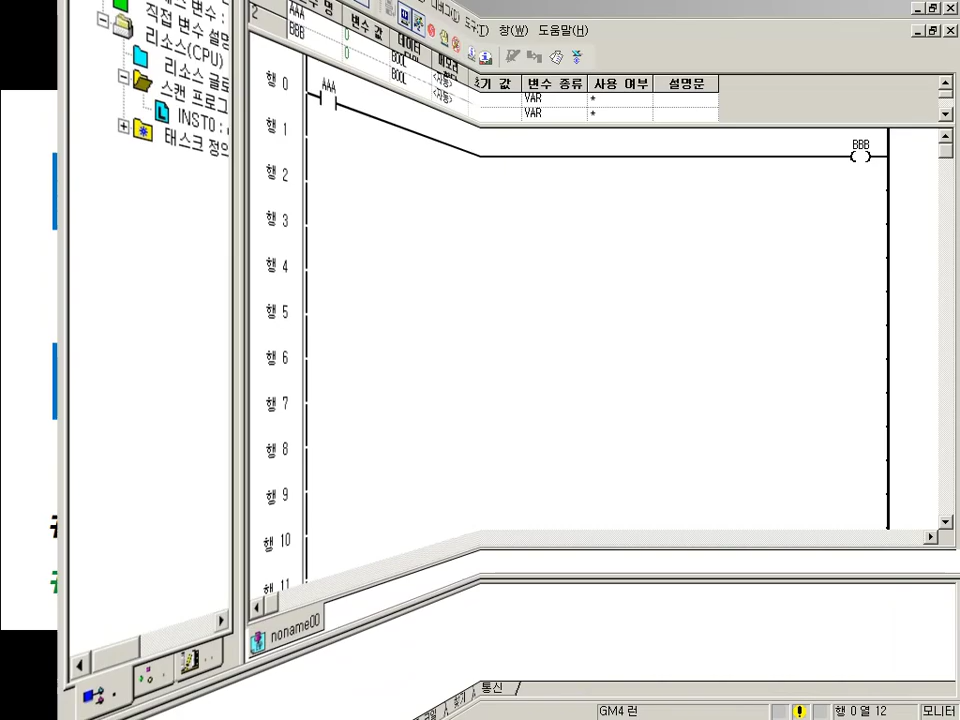 직접 변수 설명
리소스(CPU)
리소스 글로
스캔 프로그
INST0 :
태스크 정의
2
AAA
BBB
변수 값
0
0
데이터
BOOL
BOOL
<자동>
<자동>
창(W) 도움말(H)
기 값 변수 종류 사용 여부 설명문
VAR *
VAR *
행 0 AAA
행 1 BBB
행 2
행 3
행 4
행 5
행 6
행 7
행 8
행 9
행 10
행 11
noname00
통신
GM4 런 행 0 열 12 모니터